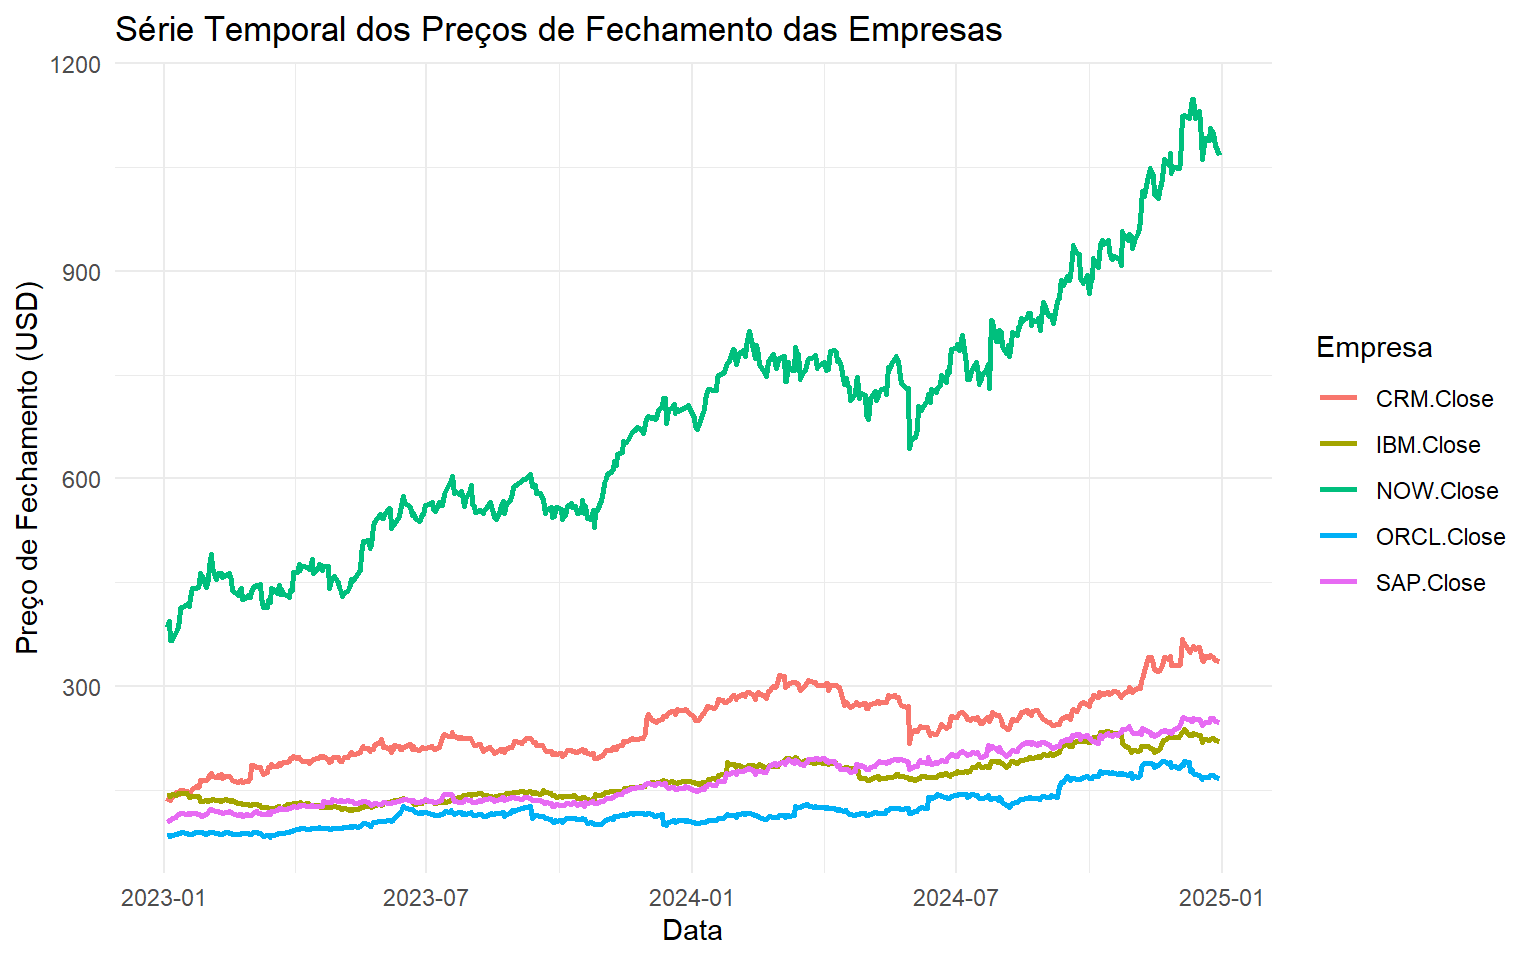 Série Temporal dos Preços de Fechamento das Empresas
1200
900
600
300
Preço de Fechamento (USD)
2023-01
2023-07
2024-01
2024-07
2025-01
Data
Empresa
CRM.Close
IBM.Close
NOW.Close
ORCL.Close
SAP.Close